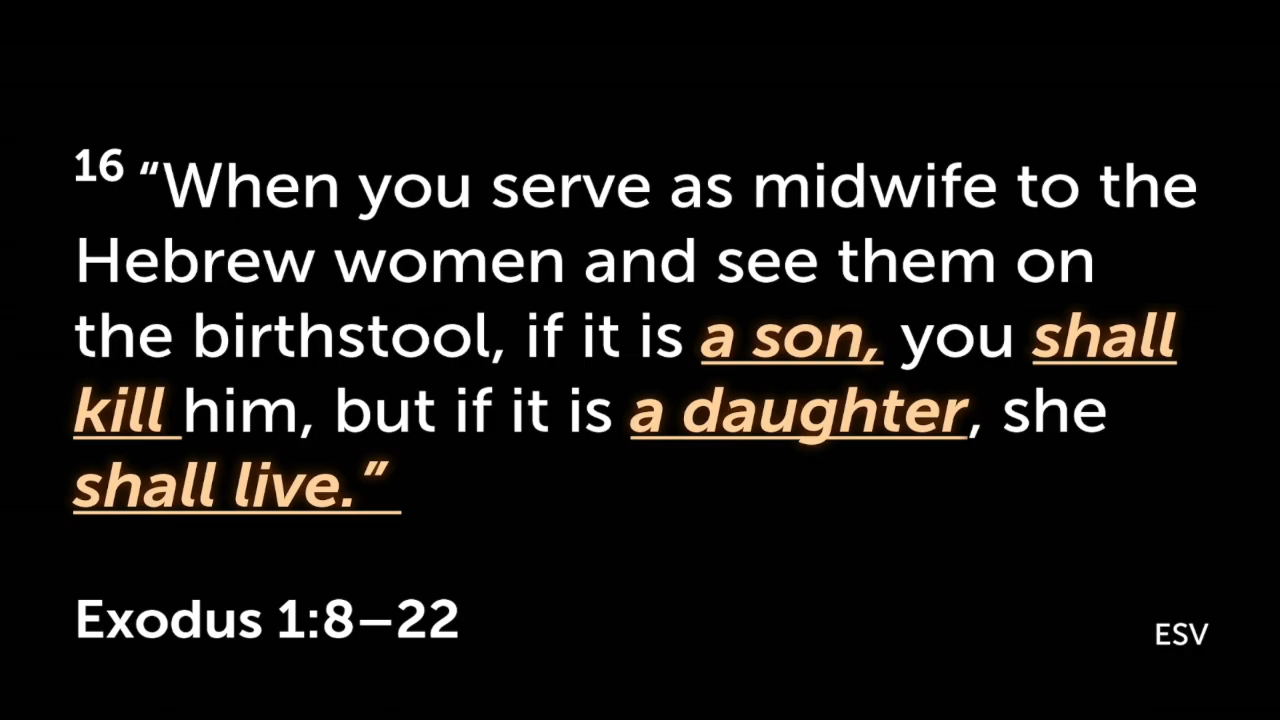 16 “When you serve as midwife to the
Hebrew women and see them on
the birthstool, if it is a son, you shall
kill him, but if it is a daughter, she
shall live.”
Exodus 1:8–22
ESV